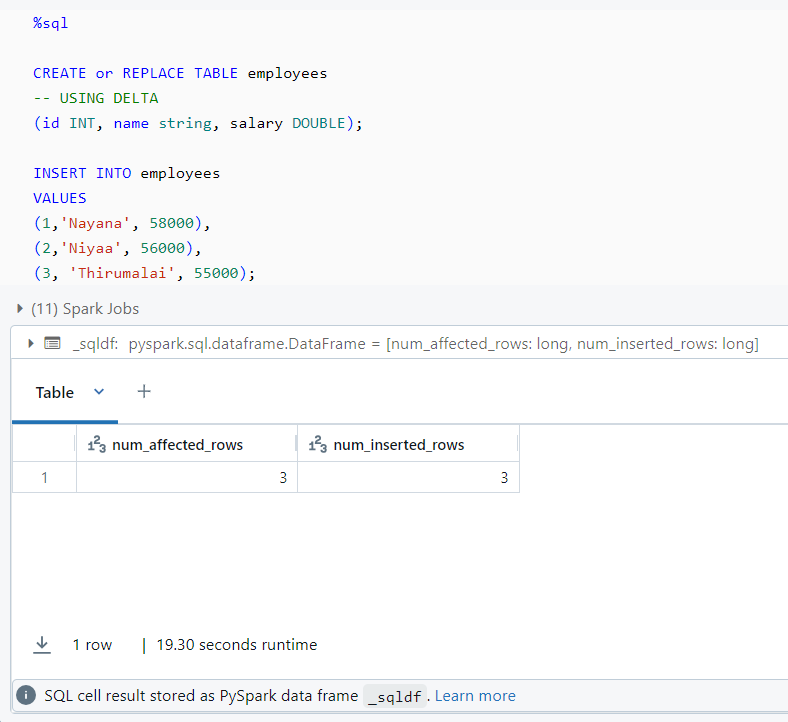 %sql
CREATE or REPLACE TABLE employees
-- USING DELTA
(id INT, name string, salary DOUBLE);
INSERT INTO employees
VALUES
(1,'Nayana', 58000),
(2,'Niyaa', 56000),
(3, 'Thirumalai', 55000);
(11) Spark Jobs
_sqldf: pyspark.sql.dataframe.DataFrame = [num_affected_rows: long, num_inserted_rows: long]
Table
123 num_affected_rows 123 num_inserted_rows
1 3 3
1 row | 19.30 seconds runtime
SQL cell result stored as PySpark data frame _sqldf. Learn more